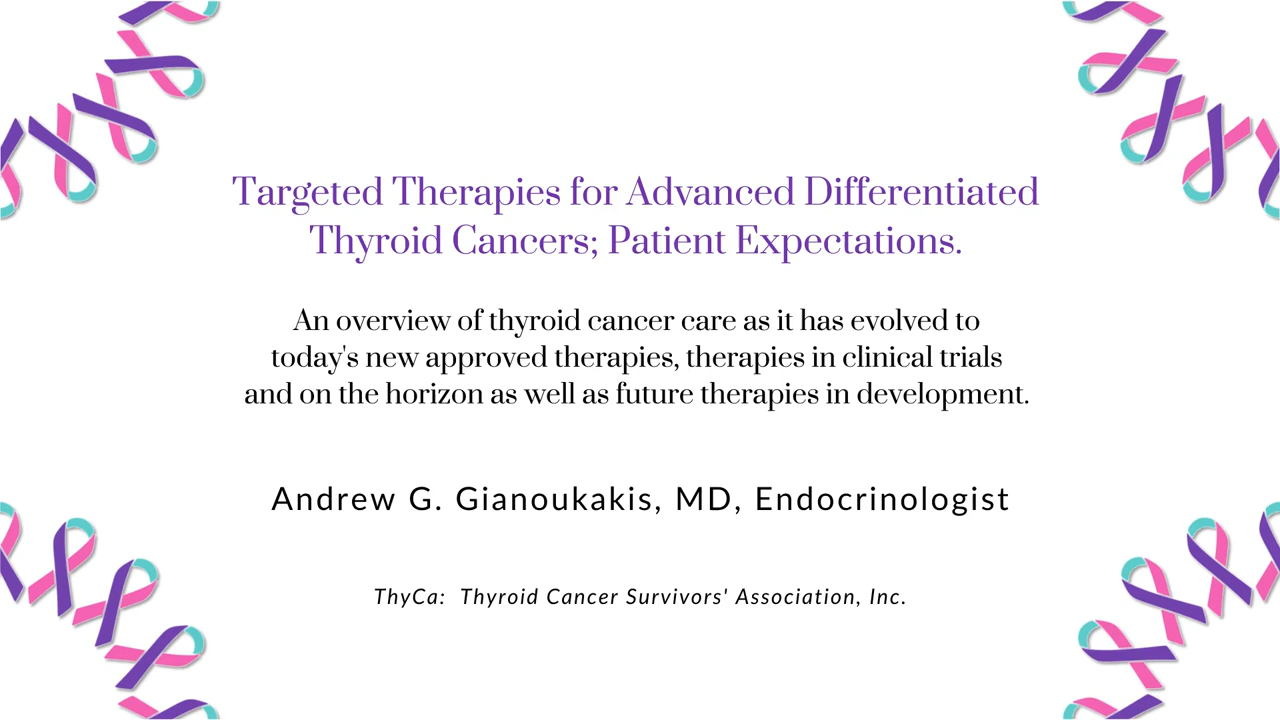 Targeted Therapies for Advanced Differentiated
Thyroid Cancers; Patient Expectations.
An overview of thyroid cancer care as it has evolved to
today's new approved therapies, therapies in clinical trials
and on the horizon as well as future therapies in development.
Andrew G. Gianoukakis, MD, Endocrinologist
ThyCa:  Thyroid Cancer Survivors' Association, Inc.